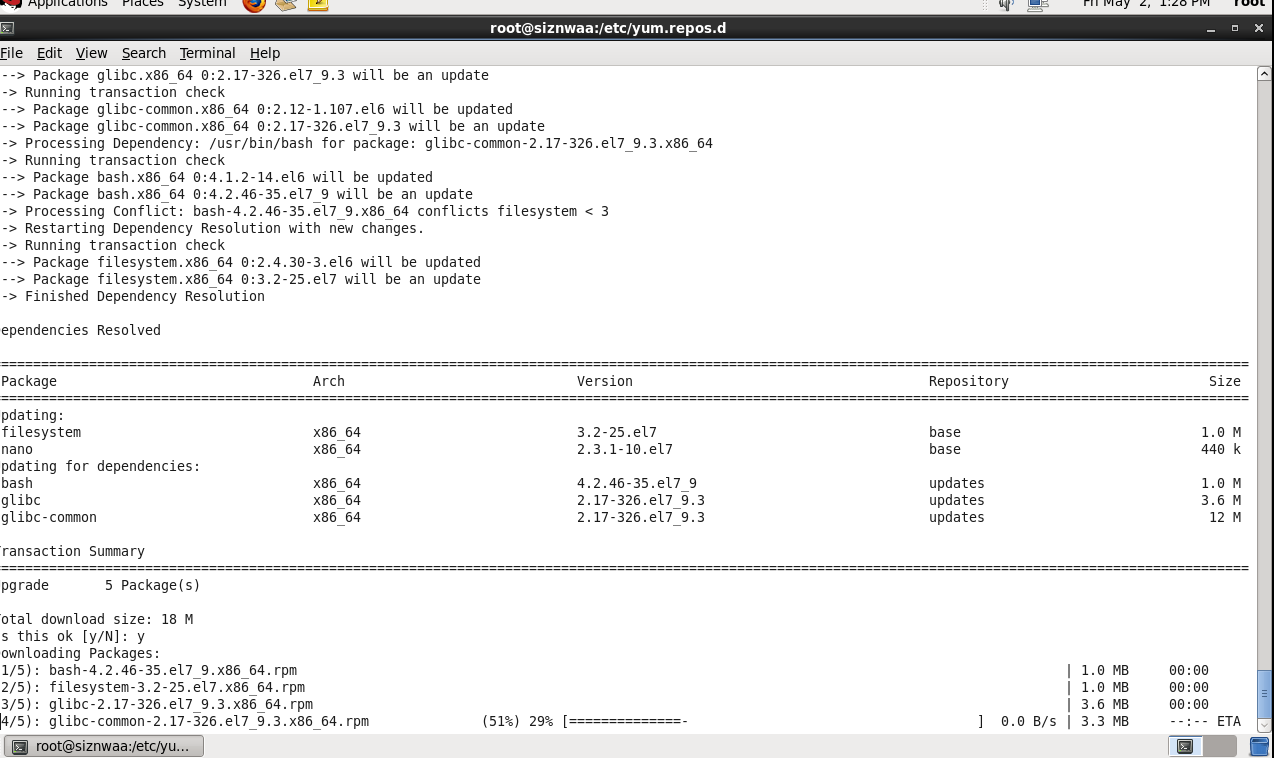 Applications Places System Fri May 2, 1:28 PM root
root@siznwaa:/etc/yum.repos.d
File Edit View Search Terminal Help
--> Package glibc.x86_64 0:2.17-326.el7_9.3 will be an update
-> Running transaction check
--> Package glibc-common.x86_64 0:2.12-1.107.el6 will be updated
--> Package glibc-common.x86_64 0:2.17-326.el7_9.3 will be an update
-> Processing Dependency: /usr/bin/bash for package: glibc-common-2.17-326.el7_9.3.x86_64
-> Running transaction check
--> Package bash.x86_64 0:4.1.2-14.el6 will be updated
--> Package bash.x86_64 0:4.2.46-35.el7_9 will be an update
-> Processing Conflict: bash-4.2.46-35.el7_9.x86_64 conflicts filesystem < 3
-> Restarting Dependency Resolution with new changes.
-> Running transaction check
--> Package filesystem.x86_64 0:2.4.30-3.el6 will be updated
--> Package filesystem.x86_64 0:3.2-25.el7 will be an update
-> Finished Dependency Resolution
ependencies Resolved
Package Arch Version Repository Size
pdating:
filesystem x86_64 3.2-25.el7 base 1.0 M
nano x86_64 2.3.1-10.el7 base 440 k
pdating for dependencies:
bash x86_64 4.2.46-35.el7_9 updates 1.0 M
glibc x86_64 2.17-326.el7_9.3 updates 3.6 M
glibc-common x86_64 2.17-326.el7_9.3 updates 12 M
ransaction Summary
pgrade 5 Package(s)
otal download size: 18 M
s this ok [y/N]: y
ownloading Packages:
1/5): bash-4.2.46-35.el7_9.x86_64.rpm | 1.0 MB 00:00
2/5): filesystem-3.2-25.el7.x86_64.rpm | 1.0 MB 00:00
3/5): glibc-2.17-326.el7_9.3.x86_64.rpm | 3.6 MB 00:00
4/5): glibc-common-2.17-326.el7_9.3.x86_64.rpm (51%) 29% [==============- ] 0.0 B/s | 3.3 MB --:-- ETA
root@siznwaa:/etc/yu...